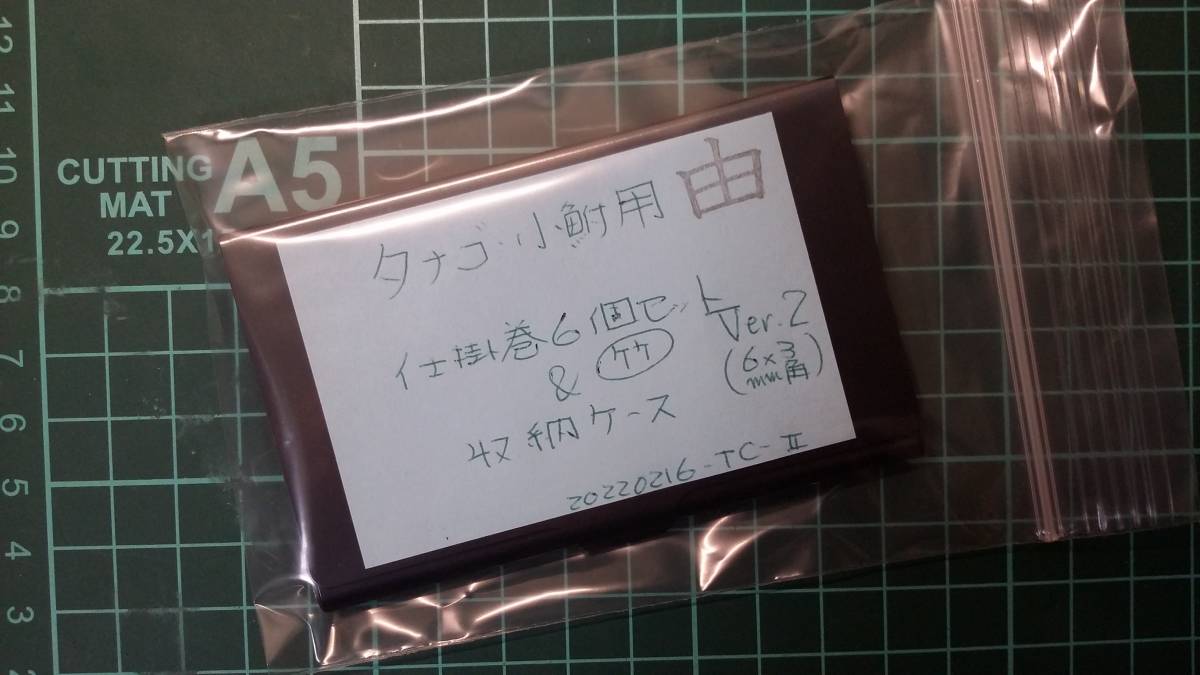 12
11
10
9
8
7
6
5
4
3
2
CUTTING
MAT
A5
22.5X1
タナゴ・小鮒用 由
仕掛巻6個セット Ver.2
& 竹 (6×3mm角)
収納ケース
20220216-TC-II